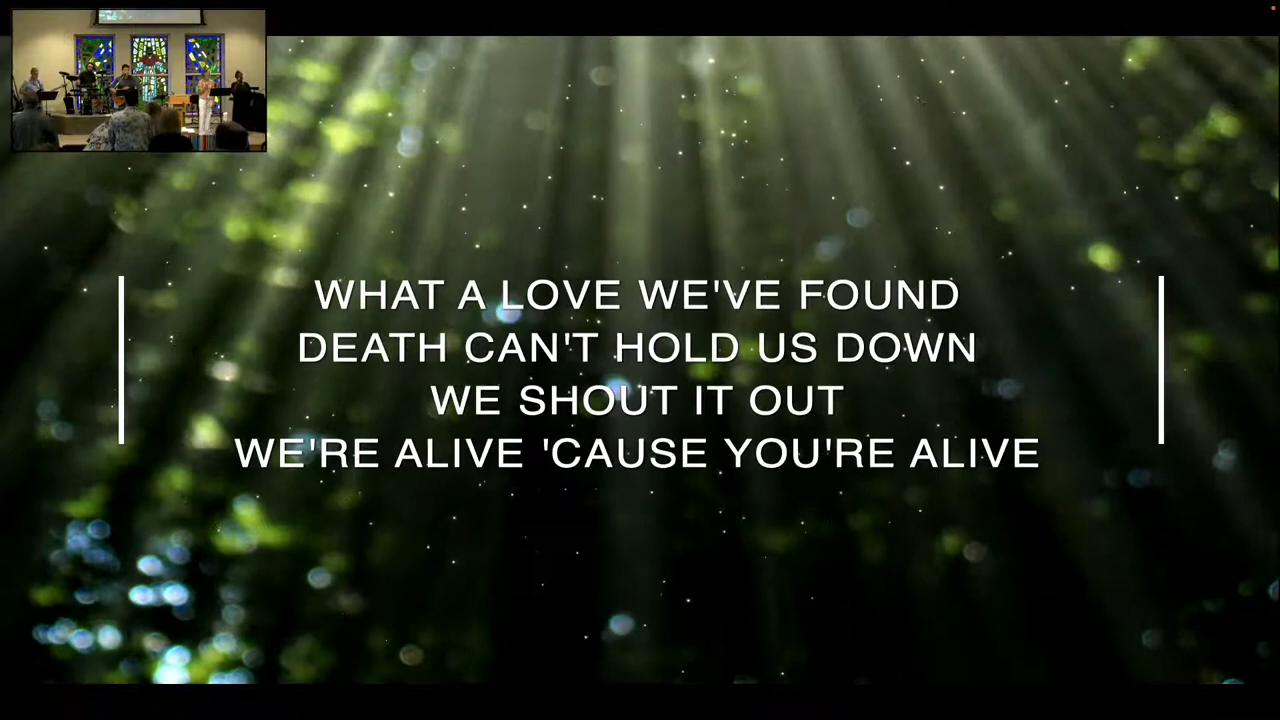 WHAT A LOVE WE'VE FOUND
DEATH CAN'T HOLD US DOWN
WE SHOUT IT OUT
WE'RE ALIVE 'CAUSE YOU'RE ALIVE